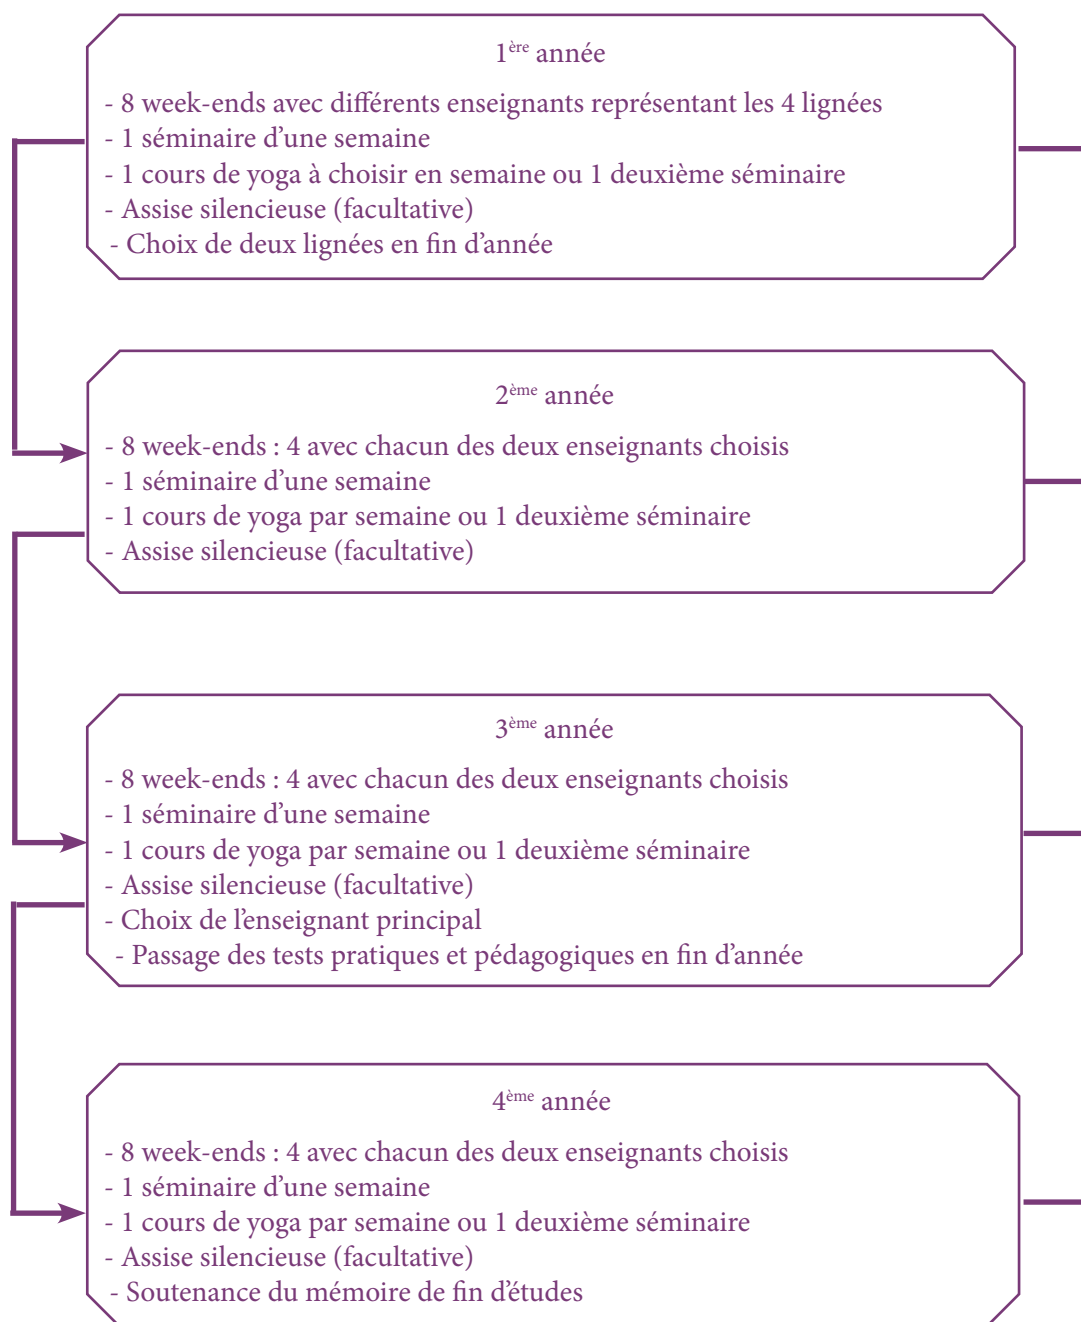 1ère année
- 8 week-ends avec différents enseignants représentant les 4 lignées
- 1 séminaire d’une semaine
- 1 cours de yoga à choisir en semaine ou 1 deuxième séminaire
- Assise silencieuse (facultative)
- Choix de deux lignées en fin d’année
2ème année
- 8 week-ends : 4 avec chacun des deux enseignants choisis
- 1 séminaire d’une semaine
- 1 cours de yoga par semaine ou 1 deuxième séminaire
- Assise silencieuse (facultative)
3ème année
- 8 week-ends : 4 avec chacun des deux enseignants choisis
- 1 séminaire d’une semaine
- 1 cours de yoga par semaine ou 1 deuxième séminaire
- Assise silencieuse (facultative)
- Choix de l’enseignant principal
- Passage des tests pratiques et pédagogiques en fin d’année
4ème année
- 8 week-ends : 4 avec chacun des deux enseignants choisis
- 1 séminaire d’une semaine
- 1 cours de yoga par semaine ou 1 deuxième séminaire
- Assise silencieuse (facultative)
- Soutenance du mémoire de fin d’études